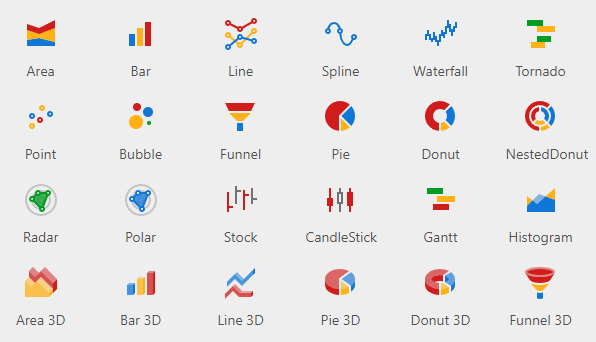 Area Bar Line Spline Waterfall Tornado
Point Bubble Funnel Pie Donut NestedDonut
Radar Polar Stock CandleStick Gantt Histogram
Area 3D Bar 3D Line 3D Pie 3D Donut 3D Funnel 3D